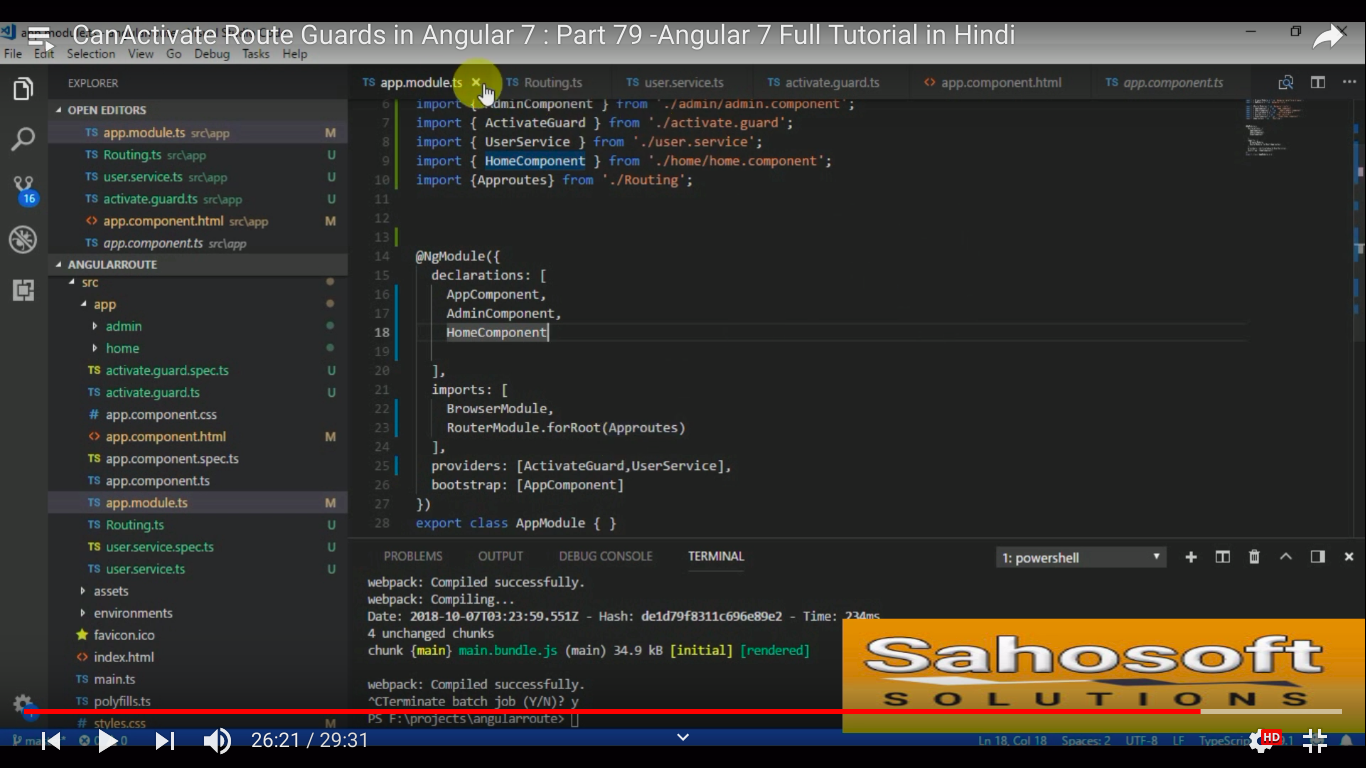 CanActivate Route Guards in Angular 7 : Part 79 -Angular 7 Full Tutorial in Hindi
File Edit Selection View Go Debug Tasks Help
EXPLORER
OPEN EDITORS
TS app.module.ts src\app M
TS Routing.ts src\app U
TS user.service.ts src\app U
TS activate.guard.ts src\app U
<> app.component.html src\app M
TS app.component.ts src\app
ANGULARROUTE
src
app
admin
home
TS activate.guard.spec.ts U
TS activate.guard.ts U
# app.component.css
<> app.component.html M
TS app.component.spec.ts
TS app.component.ts
TS app.module.ts M
TS Routing.ts U
TS user.service.spec.ts U
TS user.service.ts U
assets
environments
favicon.ico
<> index.html
TS main.ts
TS polyfills.ts
# styles.css M
16
TS app.module.ts × TS Routing.ts TS user.service.ts TS activate.guard.ts <> app.component.html TS app.component.ts
6 import { AdminComponent } from './admin/admin.component';
7 import { ActivateGuard } from './activate.guard';
8 import { UserService } from './user.service';
9 import { HomeComponent } from './home/home.component';
10 import {Approutes} from './Routing';
11
12
13
14 @NgModule({
15 declarations: [
16 AppComponent,
17 AdminComponent,
18 HomeComponent
19
20 ],
21 imports: [
22 BrowserModule,
23 RouterModule.forRoot(Approutes)
24 ],
25 providers: [ActivateGuard,UserService],
26 bootstrap: [AppComponent]
27 })
28 export class AppModule { }
PROBLEMS OUTPUT DEBUG CONSOLE TERMINAL 1: powershell
webpack: Compiled successfully.
webpack: Compiling...
Date: 2018-10-07T03:23:59.551Z - Hash: de1d79f8311c696e89e2 - Time: 234ms
4 unchanged chunks
chunk {main} main.bundle.js (main) 34.9 kB [initial] [rendered]
webpack: Compiled successfully.
^CTerminate batch job (Y/N)? y
PS F:\projects\angularroute>
Sahosoft
SOLUTIONS
26:21 / 29:31
Ln 18, Col 18 Spaces: 2 UTF-8 LF
HD